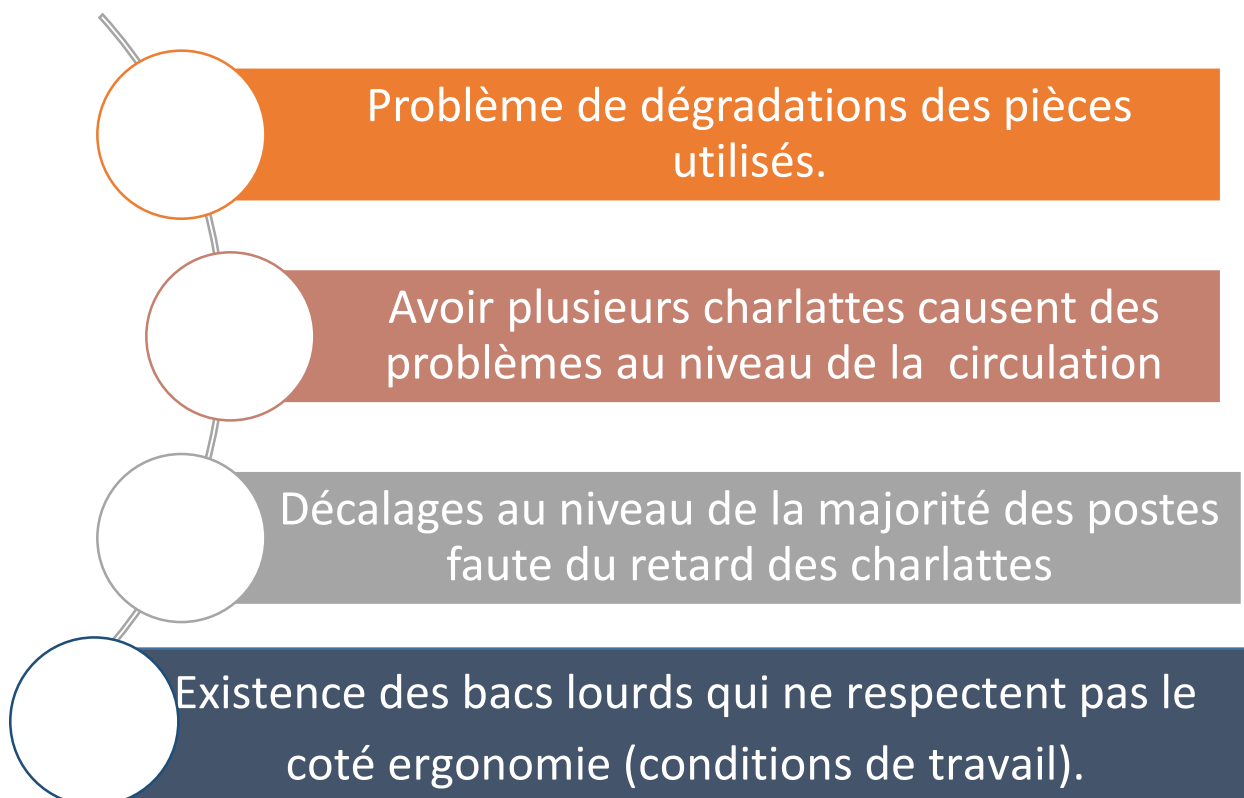 Problème de dégradations des pièces
utilisés.
Avoir plusieurs charlattes causent des
problèmes au niveau de la circulation
Décalages au niveau de la majorité des postes
faute du retard des charlattes
Existence des bacs lourds qui ne respectent pas le
coté ergonomie (conditions de travail).